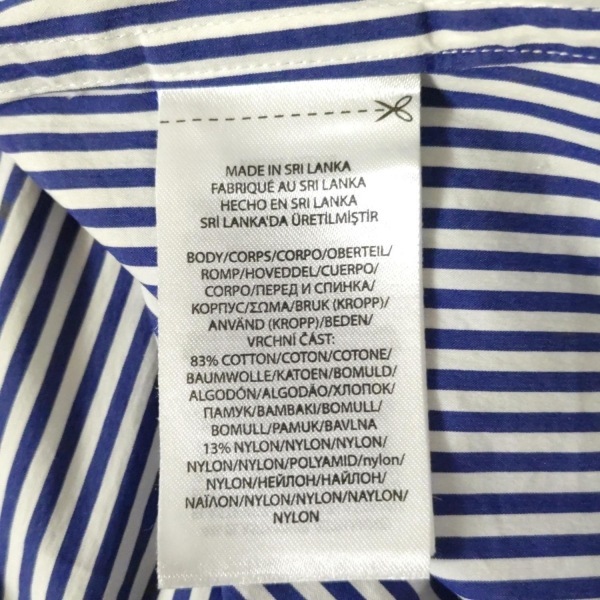 MADE IN SRI LANKA
FABRIQUÉ AU SRI LANKA
HECHO EN SRI LANKA
SRİ LANKA'DA ÜRETİLMİŞTİR
BODY/CORPS/CORPO/OBERTEIL/
ROMP/HOVEDDEL/CUERPO/
CORPO/ПЕРЕД И СПИНКА/
КОРПУС/ΣΩΜΑ/BRUK (KROPP)/
ANVÄND (KROPP)/BEDEN/
VRCHNÍ ČÁST:
83% COTTON/COTON/COTONE/
BAUMWOLLE/KATOEN/BOMULD/
ALGODÓN/ALGODÃO/ХЛОПОК/
ПАМУК/BAMBAKI/BOMULL/
BOMULL/PAMUK/BAVLNA
13% NYLON/NYLON/NYLON/
NYLON/NYLON/POLYAMID/nylon/
NYLON/НЕЙЛОН/НАЙЛОН/
ΝΑΪΛΟΝ/NYLON/NYLON/NAYLON/
NYLON